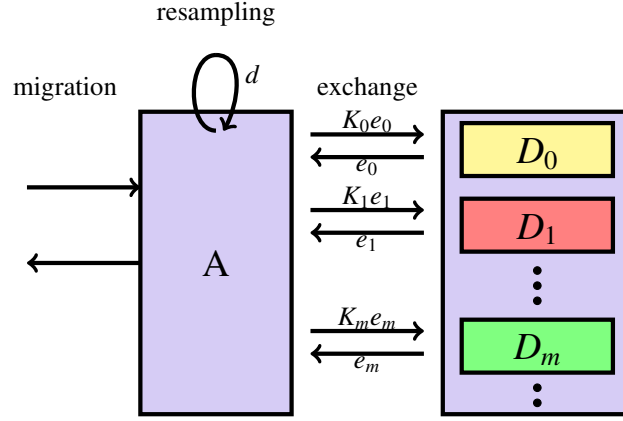 resampling
d
migration
exchange
K₀e₀
e₀
D₀
K₁e₁
e₁
D₁
A
Kₘeₘ
eₘ
Dₘ